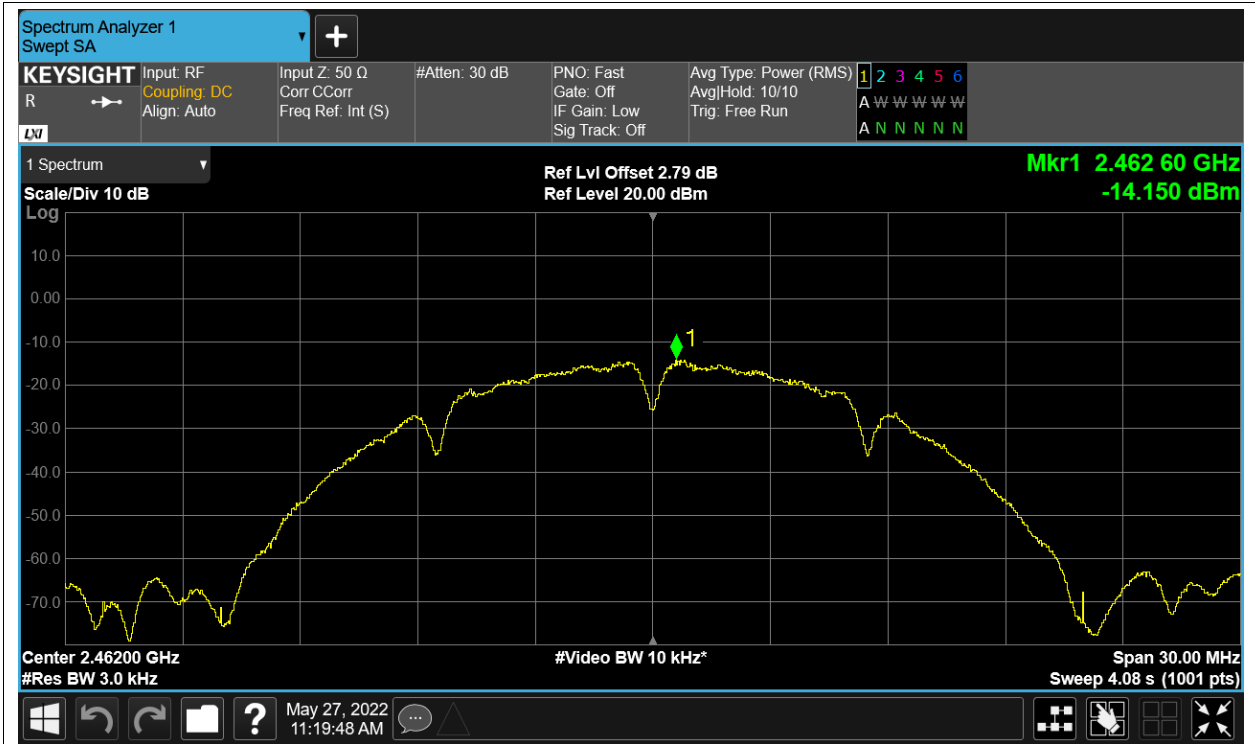 Spectrum Analyzer 1
Swept SA
KEYSIGHT
R
LXI
Input: RF
Coupling: DC
Align: Auto
Input Z: 50 Ω
Corr CCorr
Freq Ref: Int (S)
#Atten: 30 dB
PNO: Fast
Gate: Off
IF Gain: Low
Sig Track: Off
Avg Type: Power (RMS)
Avg|Hold: 10/10
Trig: Free Run
1 2 3 4 5 6
A W W W W W
A N N N N N
1 Spectrum
Scale/Div 10 dB
Log
Ref Lvl Offset 2.79 dB
Ref Level 20.00 dBm
Mkr1 2.462 60 GHz
-14.150 dBm
10.0
0.00
-10.0
-20.0
-30.0
-40.0
-50.0
-60.0
-70.0
1
Center 2.46200 GHz
#Res BW 3.0 kHz
#Video BW 10 kHz*
Span 30.00 MHz
Sweep 4.08 s (1001 pts)
?
May 27, 2022
11:19:48 AM